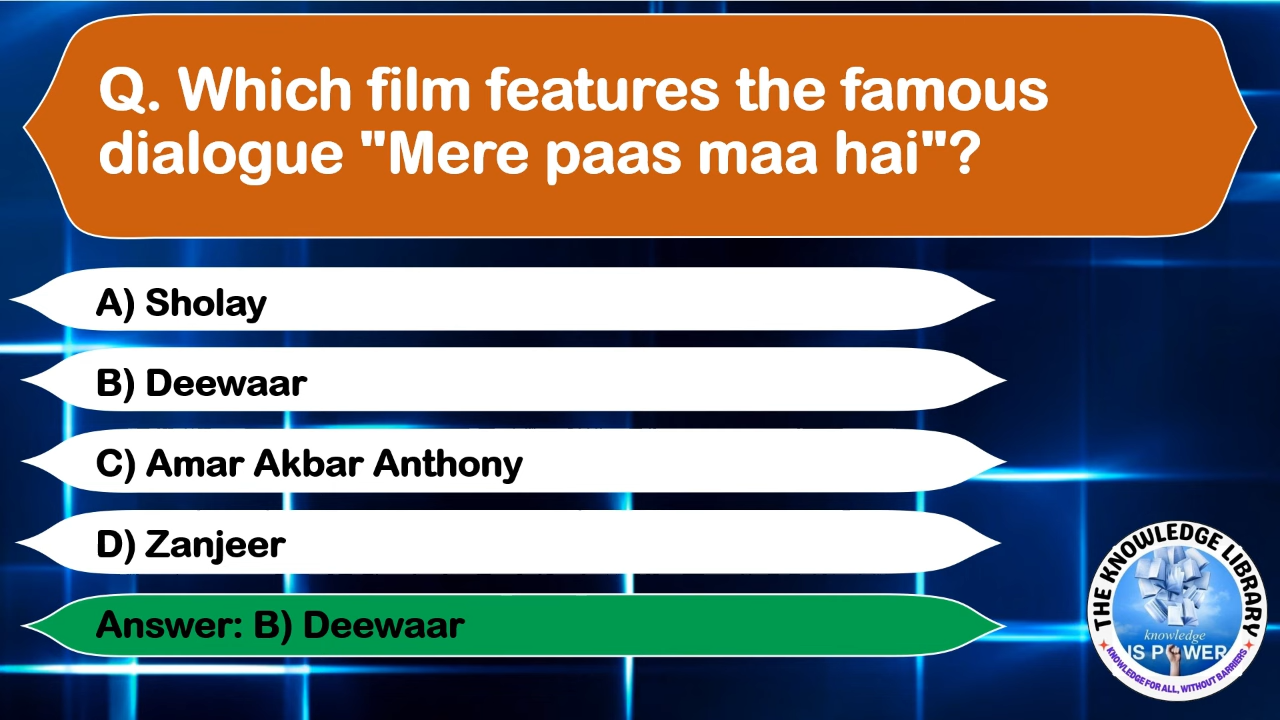 Q. Which film features the famous
dialogue "Mere paas maa hai"?
A) Sholay
B) Deewaar
C) Amar Akbar Anthony
D) Zanjeer
Answer: B) Deewaar
THE KNOWLEDGE LIBRARY
knowledge
IS POWER
KNOWLEDGE FOR ALL, WITHOUT BARRIERS